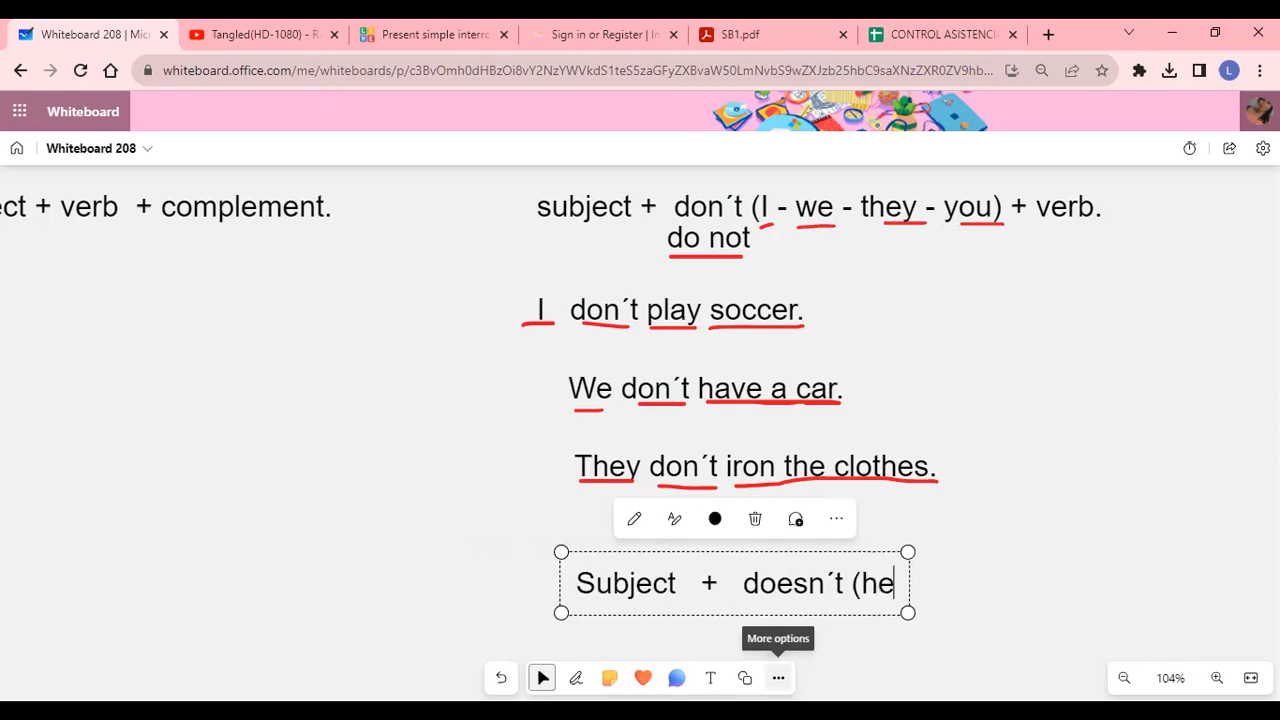 Whiteboard 208 | Mic
Tangled(HD-1080) - R
Present simple interro
Sign in or Register | In
SB1.pdf
CONTROL ASISTENCI
whiteboard.office.com/me/whiteboards/p/c3BvOmh0dHBzOi8vY2NzYWVkdS1teS5zaGFyZXBvaW50LmNvbS9wZXJzb25hbC9saXNzZXR0ZV9hb...
L
Whiteboard
Whiteboard 208
ect + verb + complement.
subject + don´t (I - we - they - you) + verb.
do not
I don´t play soccer.
We don´t have a car.
They don´t iron the clothes.
Subject + doesn´t (he
More options
T
104%